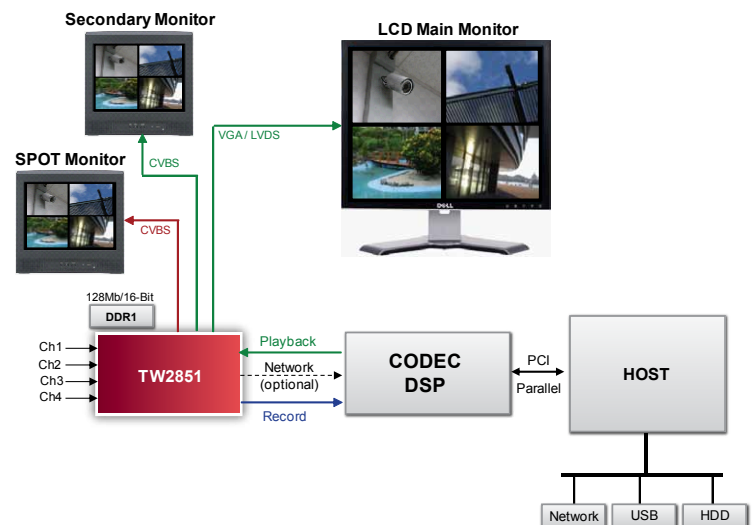 Secondary Monitor
LCD Main Monitor
VGA / LVDS
CVBS
SPOT Monitor
CVBS
DELL
128Mb/16-Bit
DDR1
Ch1
Ch2
Ch3
Ch4
TW2851
Playback
Network
(optional)
Record
CODEC
DSP
PCI
Parallel
HOST
Network
USB
HDD